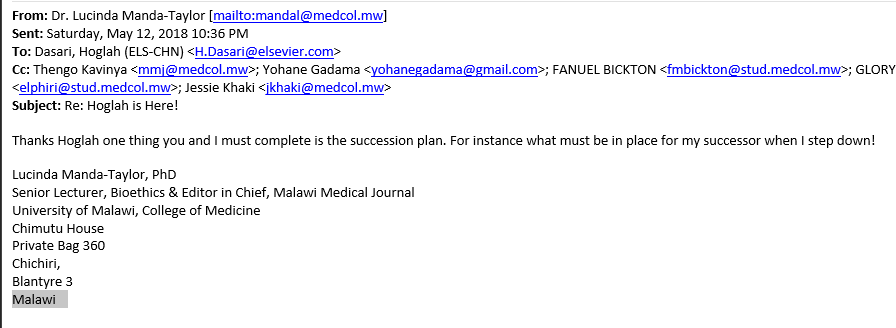 From: Dr. Lucinda Manda-Taylor [mailto:mandal@medcol.mw]
Sent: Saturday, May 12, 2018 10:36 PM
To: Dasari, Hoglah (ELS-CHN) <H.Dasari@elsevier.com>
Cc: Thengo Kavinya <mmj@medcol.mw>; Yohane Gadama <yohanegadama@gmail.com>; FANUEL BICKTON <fmbickton@stud.medcol.mw>; GLORY
<elphiri@stud.medcol.mw>; Jessie Khaki <jkhaki@medcol.mw>
Subject: Re: Hoglah is Here!
Thanks Hoglah one thing you and I must complete is the succession plan. For instance what must be in place for my successor when I step down!
Lucinda Manda-Taylor, PhD
Senior Lecturer, Bioethics & Editor in Chief, Malawi Medical Journal
University of Malawi, College of Medicine
Chimutu House
Private Bag 360
Chichiri,
Blantyre 3
Malawi